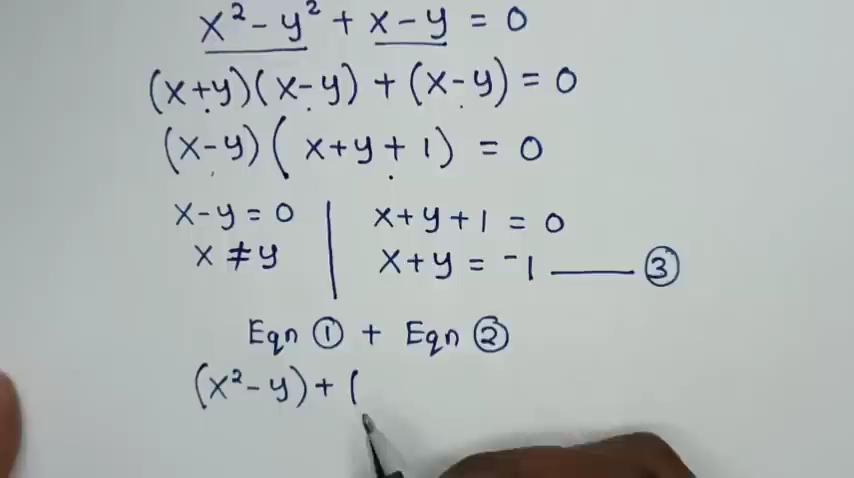 x² - y² + x - y = 0
(x+y)(x-y) + (x-y) = 0
(x-y)(x+y+1) = 0
x-y = 0 | x+y+1 = 0
x ≠ y | x+y = -1 ——— ③
Eqn ① + Eqn ②
(x²-y) + (